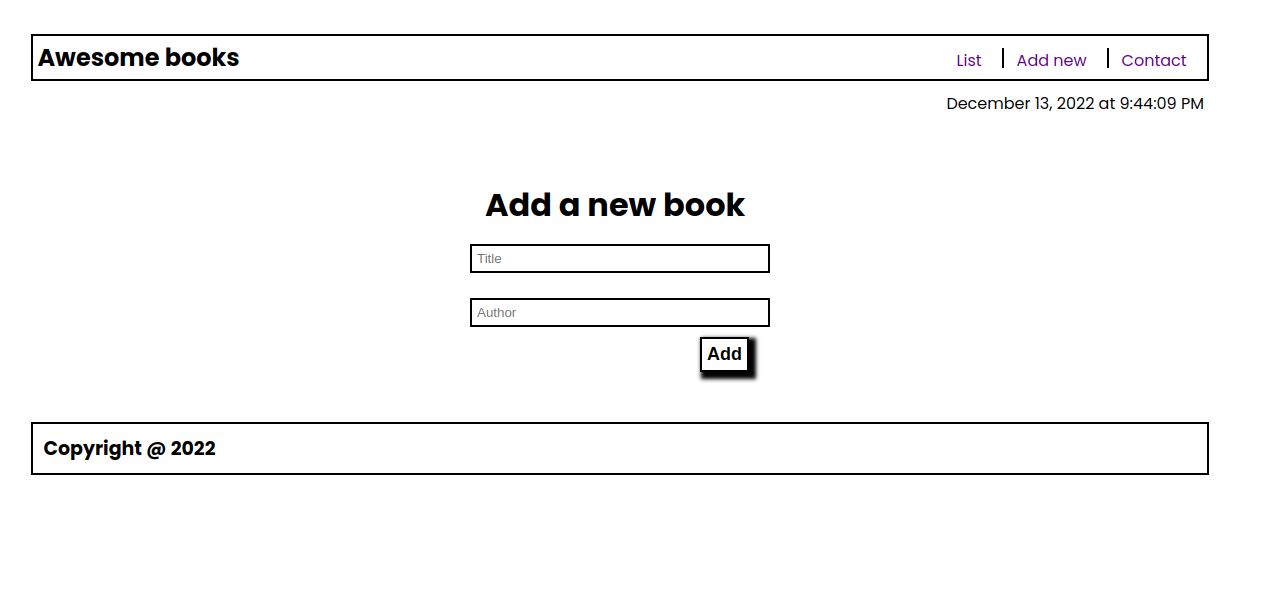 Awesome books
List Add new Contact
December 13, 2022 at 9:44:09 PM
Add a new book
Title
Author
Add
Copyright @ 2022